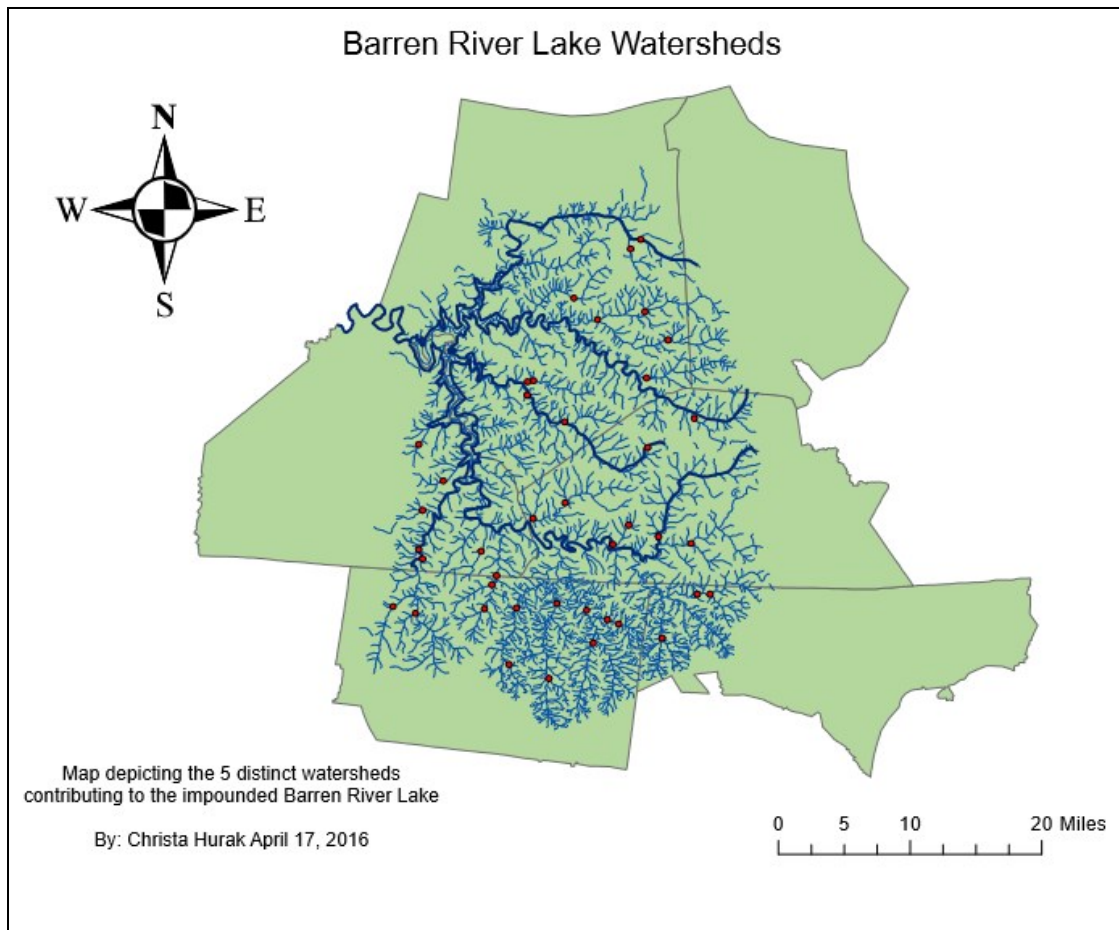 Barren River Lake Watersheds
N
W E
S
Map depicting the 5 distinct watersheds
contributing to the impounded Barren River Lake
By: Christa Hurak April 17, 2016
0 5 10 20 Miles